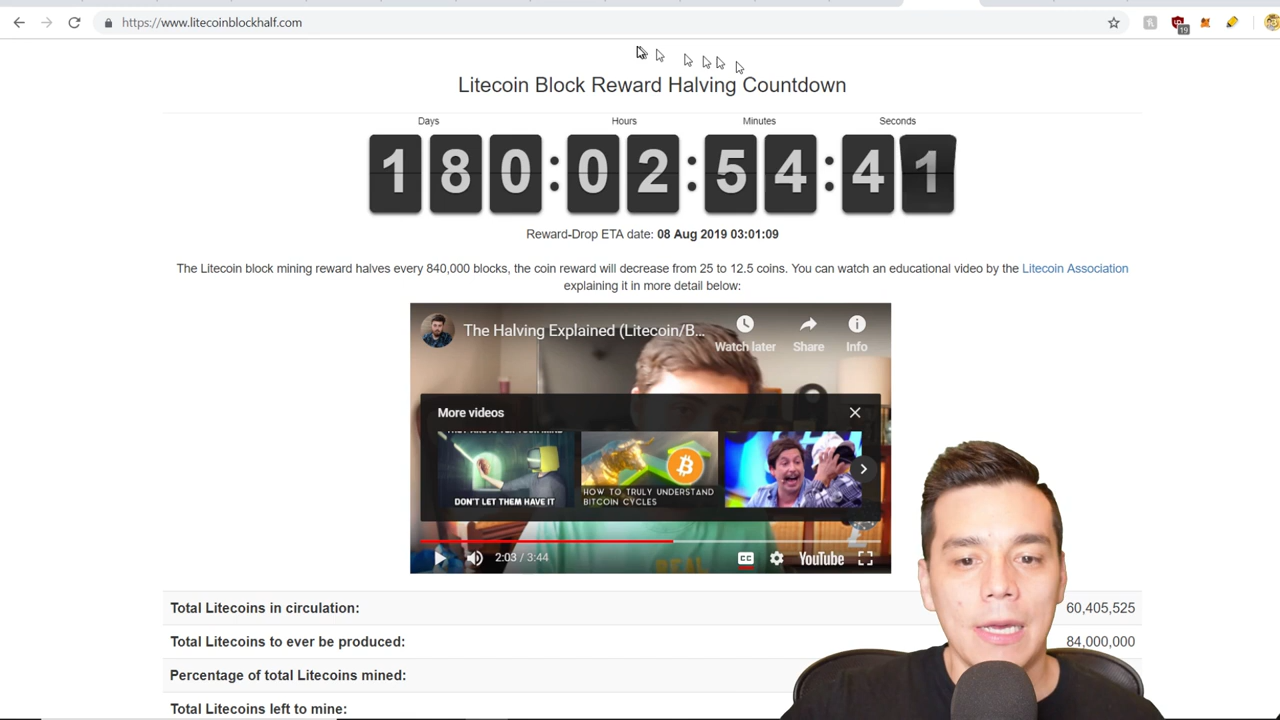 https://www.litecoinblockhalf.com
19
Litecoin Block Reward Halving Countdown
Days Hours Minutes Seconds
180:02:54:41
Reward-Drop ETA date: 08 Aug 2019 03:01:09
The Litecoin block mining reward halves every 840,000 blocks, the coin reward will decrease from 25 to 12.5 coins. You can watch an educational video by the Litecoin Association
explaining it in more detail below:
The Halving Explained (Litecoin/B...
Watch later Share Info
More videos
DON'T LET THEM HAVE IT
HOW TO TRULY UNDERSTAND
BITCOIN CYCLES
2:03 / 3:44
CC
YouTube
Total Litecoins in circulation: 60,405,525
Total Litecoins to ever be produced: 84,000,000
Percentage of total Litecoins mined:
Total Litecoins left to mine: